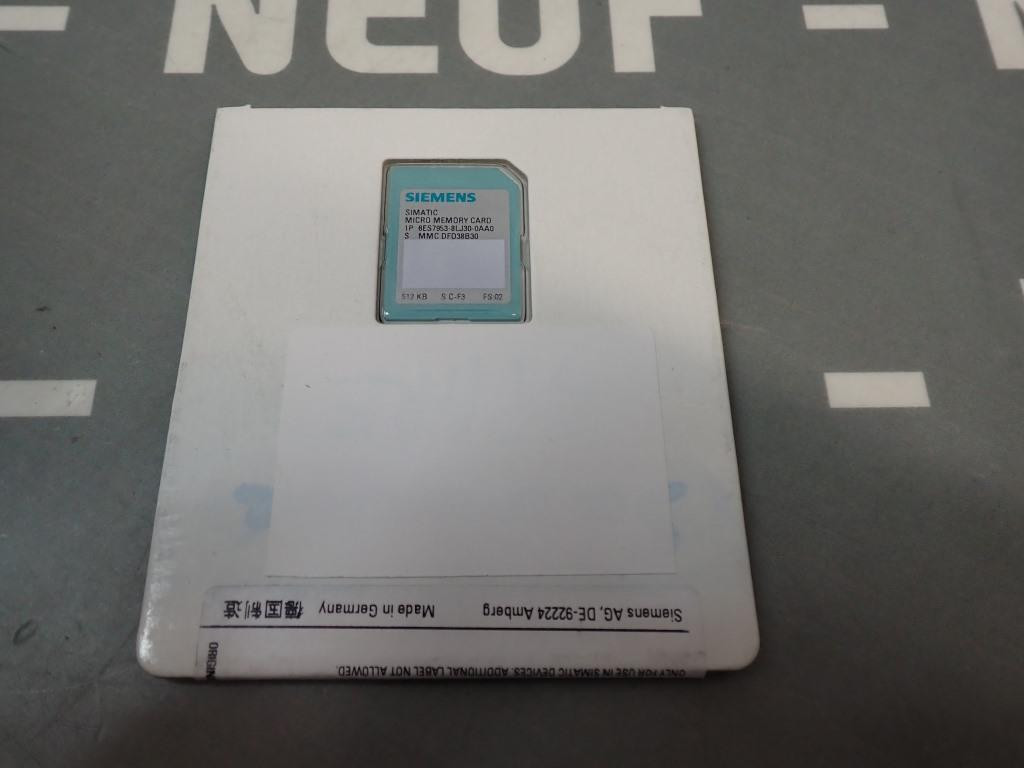 NEUF
SIEMENS
SIMATIC
MICRO MEMORY CARD
1P 6ES7953-8LJ30-0AA0
S MMC DFD38B30
512 KB S C-F3 FS:02
Siemens AG, DE-92224 Amberg Made in Germany 德国制造
ONLY FOR USE IN SIMATIC DEVICES. ADDITIONAL LABEL NOT ALLOWED.
ORIGIN